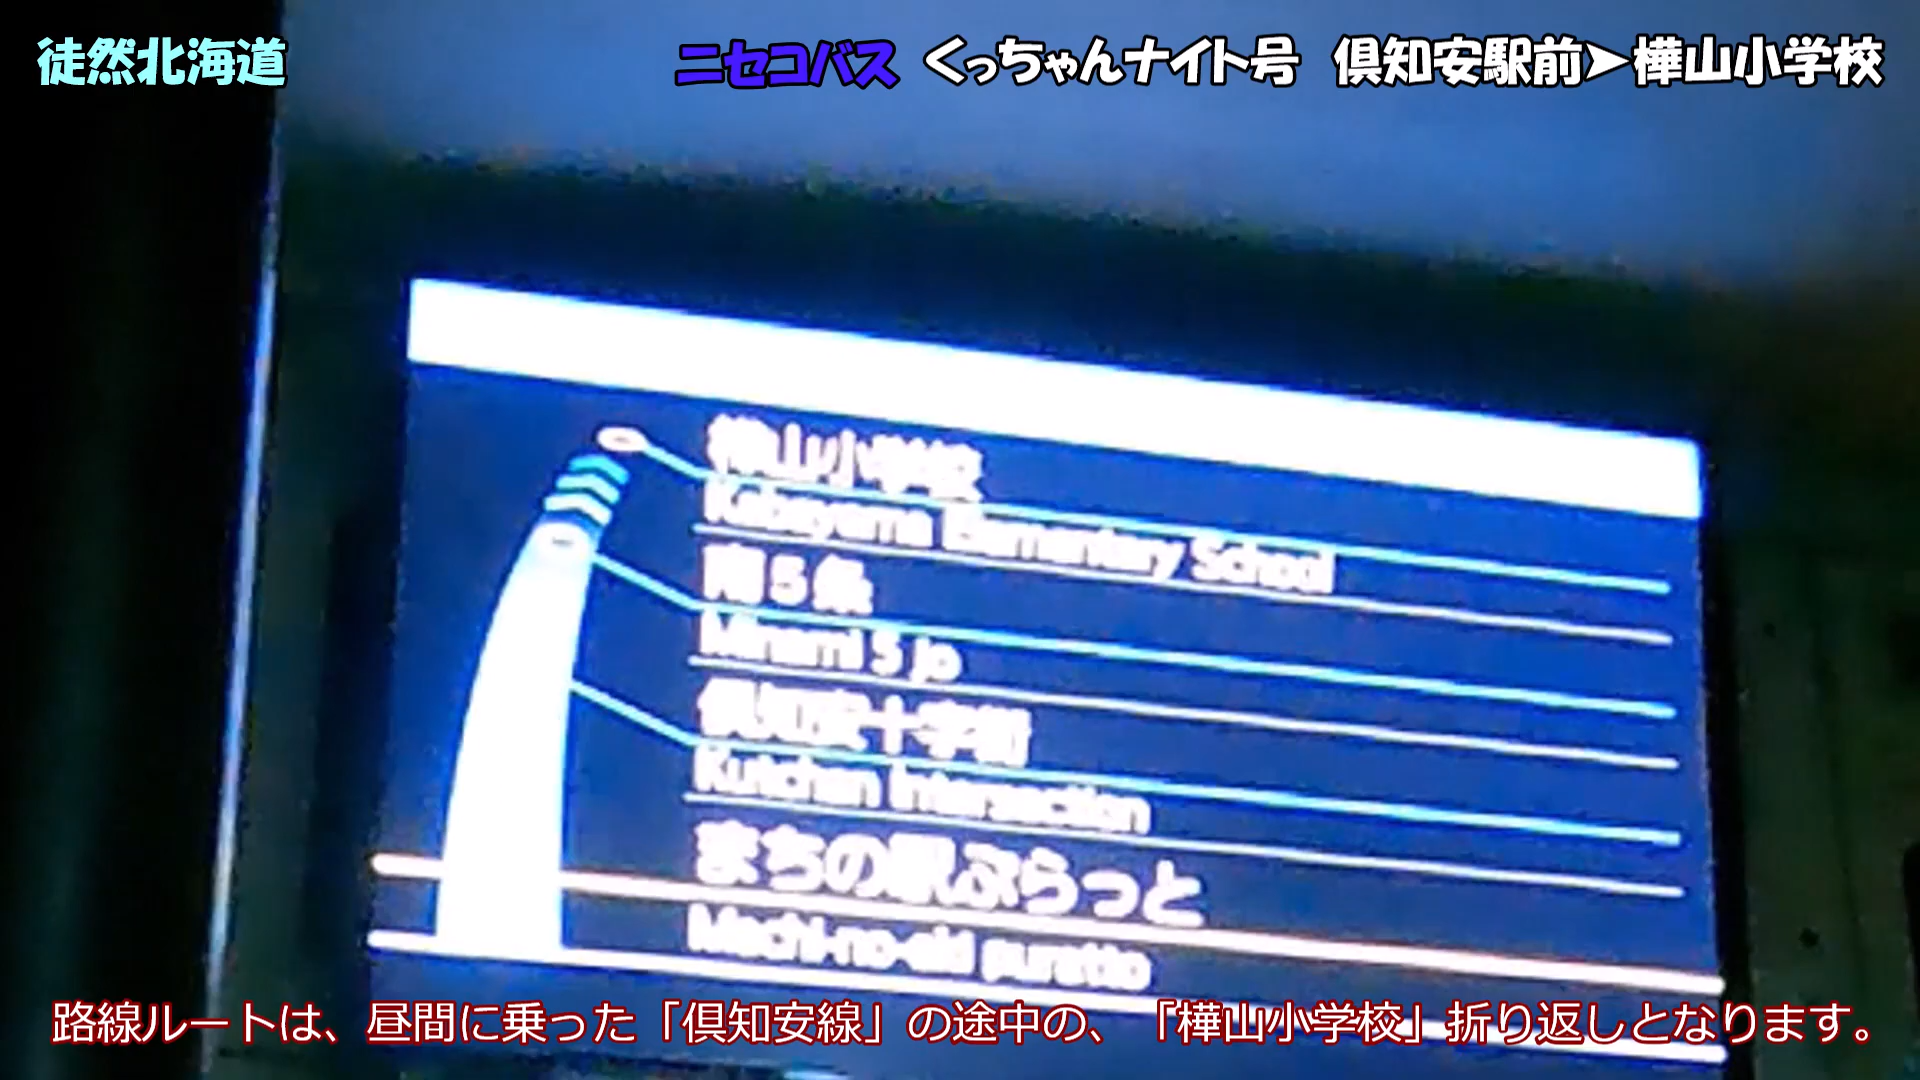 徒然北海道
ニセコバス くっちゃんナイト号 倶知安駅前➤樺山小学校
樺山小学校
Kabayama Elementary School
南5条
Minami 5 jo
倶知安十字街
Kutchan Intersection
まちの駅ぷらっと
Machi-no-eki puratto
路線ルートは、昼間に乗った「倶知安線」の途中の、「樺山小学校」折り返しとなります。